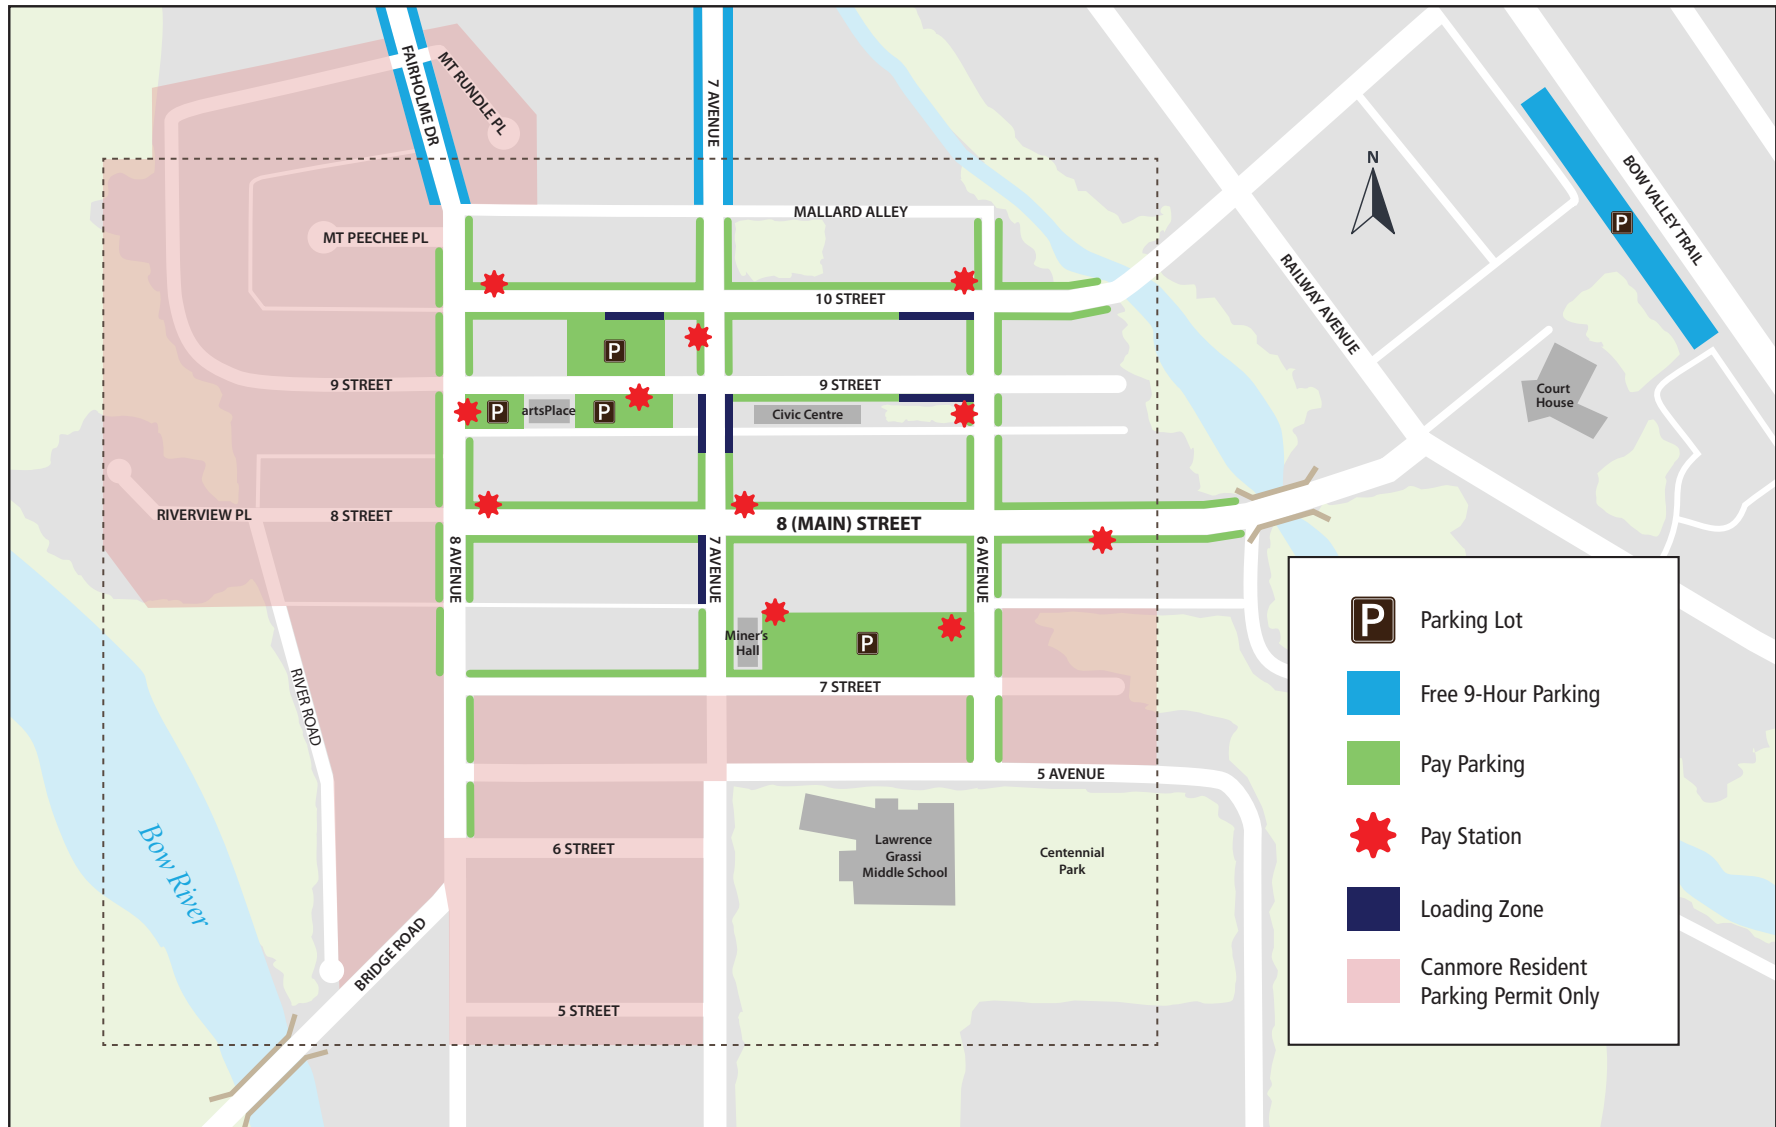 FAIRHOLME DR
MT RUNDLE PL
7 AVENUE
N
BOW VALLEY TRAIL
P
MALLARD ALLEY
MT PEECHEE PL
RAILWAY AVENUE
10 STREET
P
9 STREET
9 STREET
P
artsPlace
P
Civic Centre
Court
House
RIVERVIEW PL
8 STREET
8 (MAIN) STREET
8 AVENUE
7 AVENUE
6 AVENUE
Miner's
Hall
P
7 STREET
RIVER ROAD
5 AVENUE
Bow River
6 STREET
Lawrence
Grassi
Middle School
Centennial
Park
BRIDGE ROAD
5 STREET
P
Parking Lot
Free 9-Hour Parking
Pay Parking
Pay Station
Loading Zone
Canmore Resident
Parking Permit Only